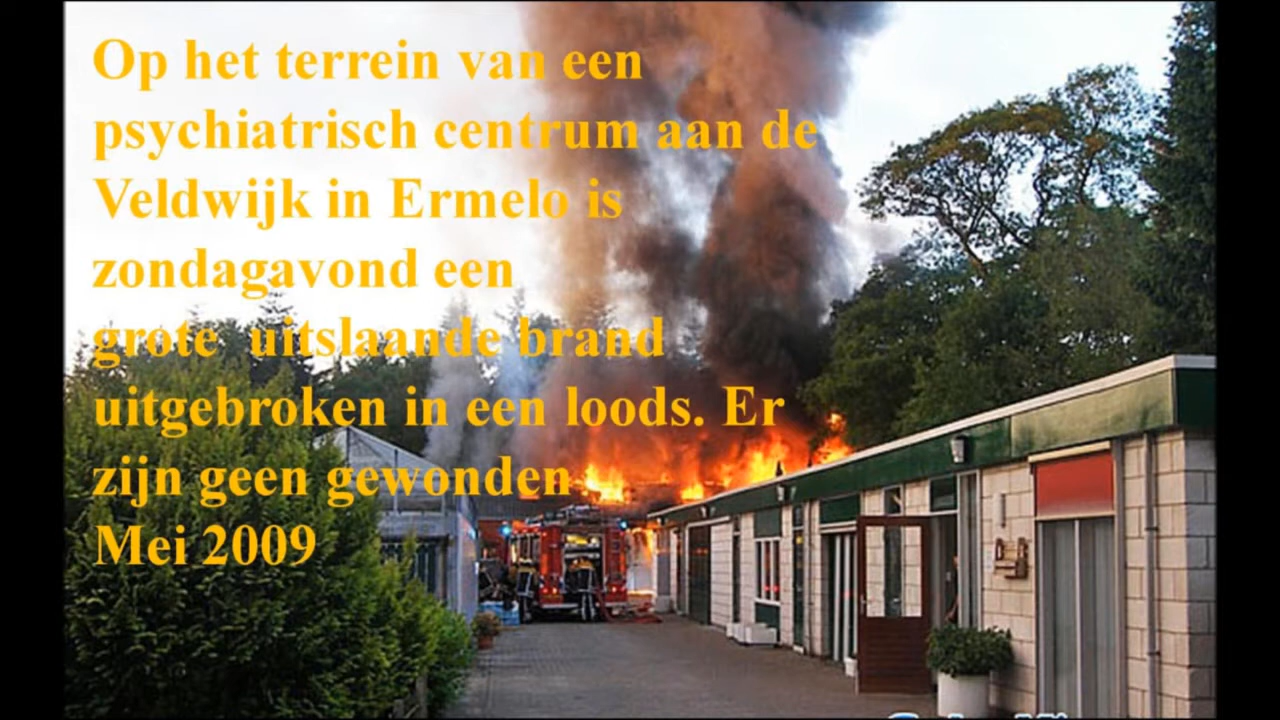 Op het terrein van een
psychiatrisch centrum aan de
Veldwijk in Ermelo is
zondagavond een
grote uitslaande brand
uitgebroken in een loods. Er
zijn geen gewonden
Mei 2009